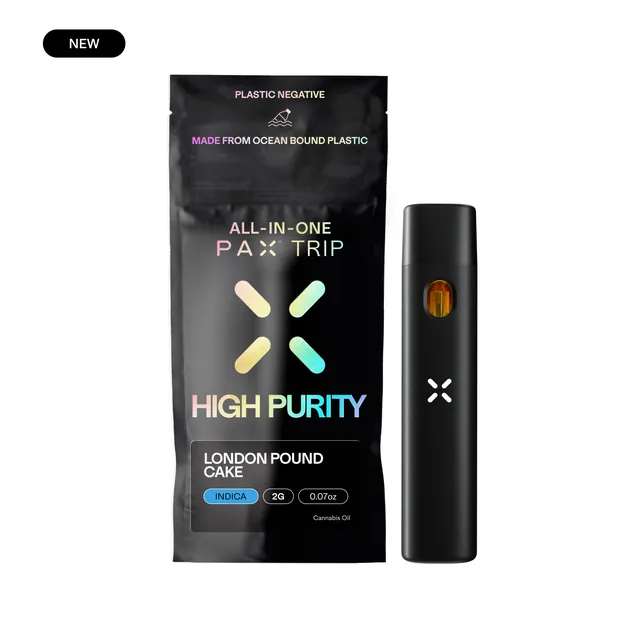 NEW
PLASTIC NEGATIVE
MADE FROM OCEAN BOUND PLASTIC
ALL-IN-ONE
PAX TRIP
HIGH PURITY
LONDON POUND
CAKE
INDICA 2G 0.07oz
Cannabis Oil